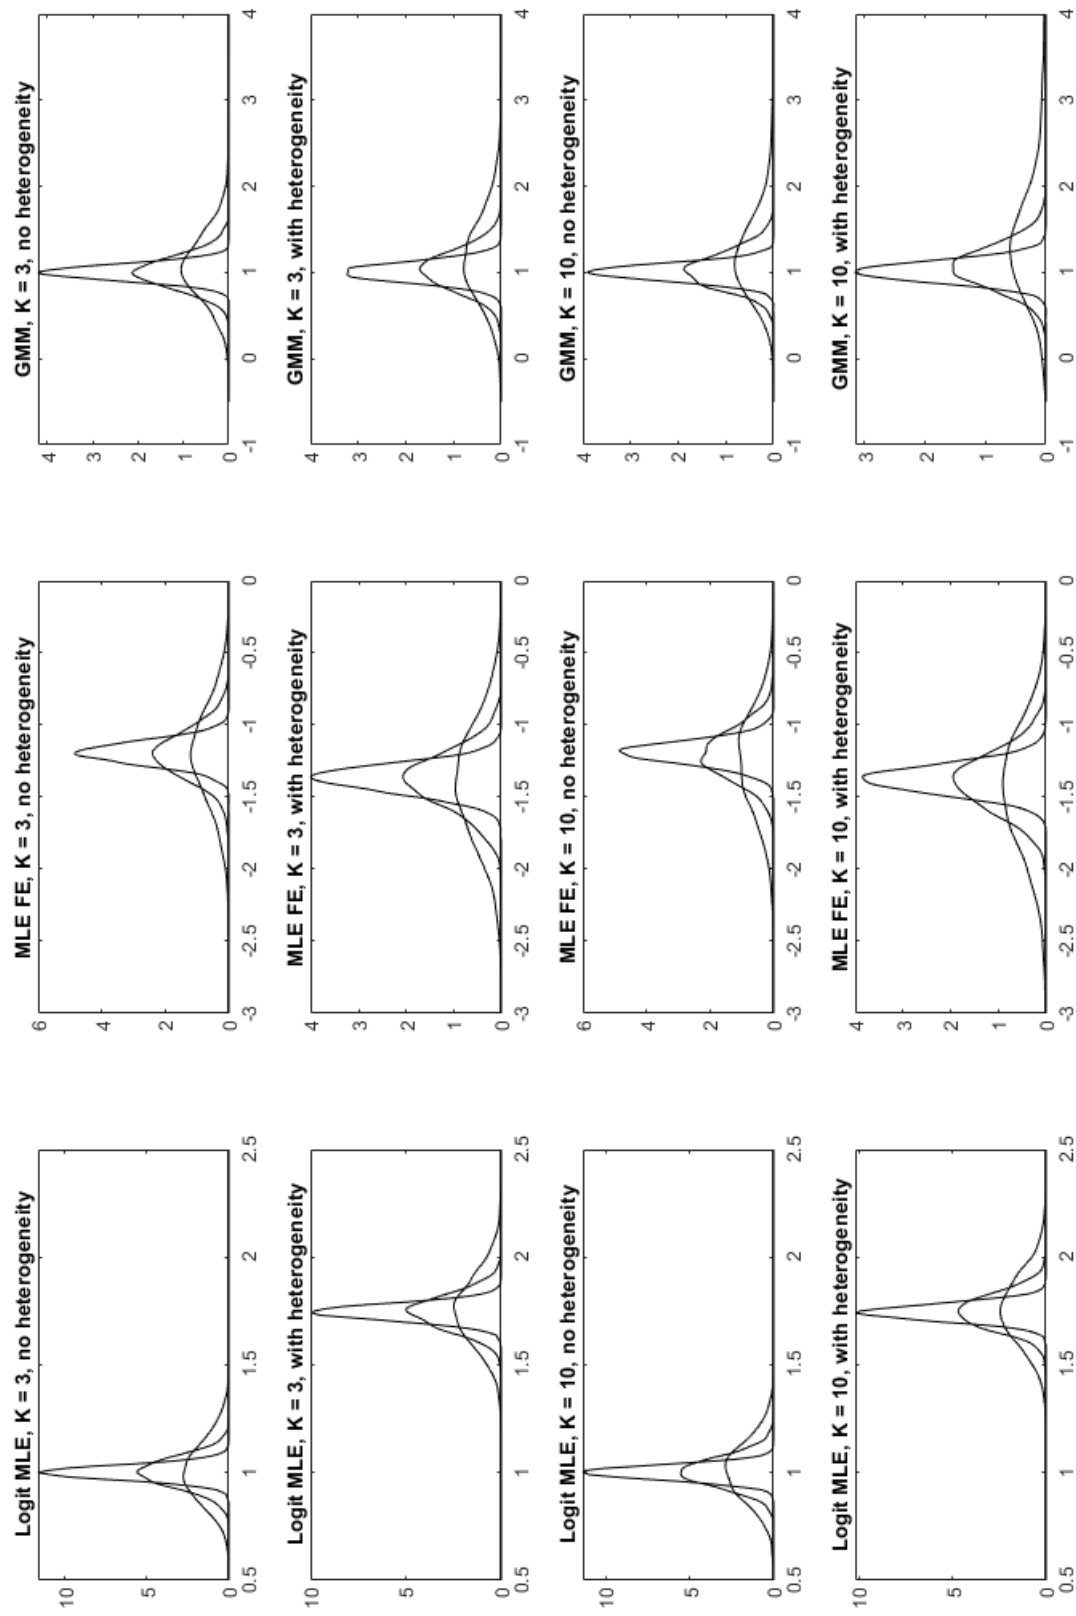 Logit MLE, K = 3, no heterogeneity
10
5
0
0.5 1 1.5 2 2.5
MLE FE, K = 3, no heterogeneity
6
4
2
0
-3 -2.5 -2 -1.5 -1 -0.5 0
GMM, K = 3, no heterogeneity
4
3
2
1
0
-1 0 1 2 3 4
Logit MLE, K = 3, with heterogeneity
10
5
0
0.5 1 1.5 2 2.5
MLE FE, K = 3, with heterogeneity
4
3
2
1
0
-3 -2.5 -2 -1.5 -1 -0.5 0
GMM, K = 3, with heterogeneity
4
3
2
1
0
-1 0 1 2 3 4
Logit MLE, K = 10, no heterogeneity
10
5
0
0.5 1 1.5 2 2.5
MLE FE, K = 10, no heterogeneity
6
4
2
0
-3 -2.5 -2 -1.5 -1 -0.5 0
GMM, K = 10, no heterogeneity
4
3
2
1
0
-1 0 1 2 3 4
Logit MLE, K = 10, with heterogeneity
10
5
0
0.5 1 1.5 2 2.5
MLE FE, K = 10, with heterogeneity
4
3
2
1
0
-3 -2.5 -2 -1.5 -1 -0.5 0
GMM, K = 10, with heterogeneity
3
2
1
0
-1 0 1 2 3 4